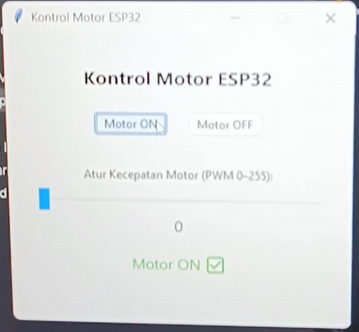 Kontrol Motor ESP32
Kontrol Motor ESP32
Motor ON Motor OFF
Atur Kecepatan Motor (PWM 0–255):
0
Motor ON